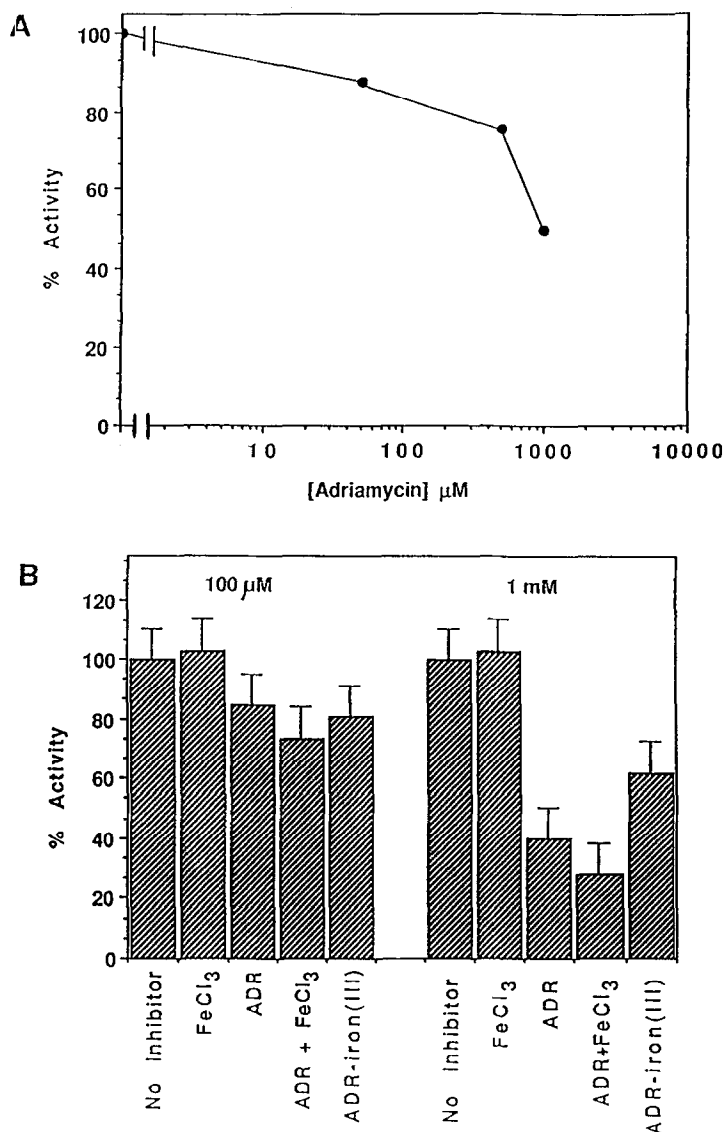 A
100
80
60
40
20
0
% Activity
10 100 1000 10000
[Adriamycin] µM
B
100 µM 1 mM
120
100
80
60
40
20
0
% Activity
No Inhibitor
FeCl3
ADR
ADR + FeCl3
ADR-iron(III)
No Inhibitor
FeCl3
ADR
ADR+FeCl3
ADR-iron(III)